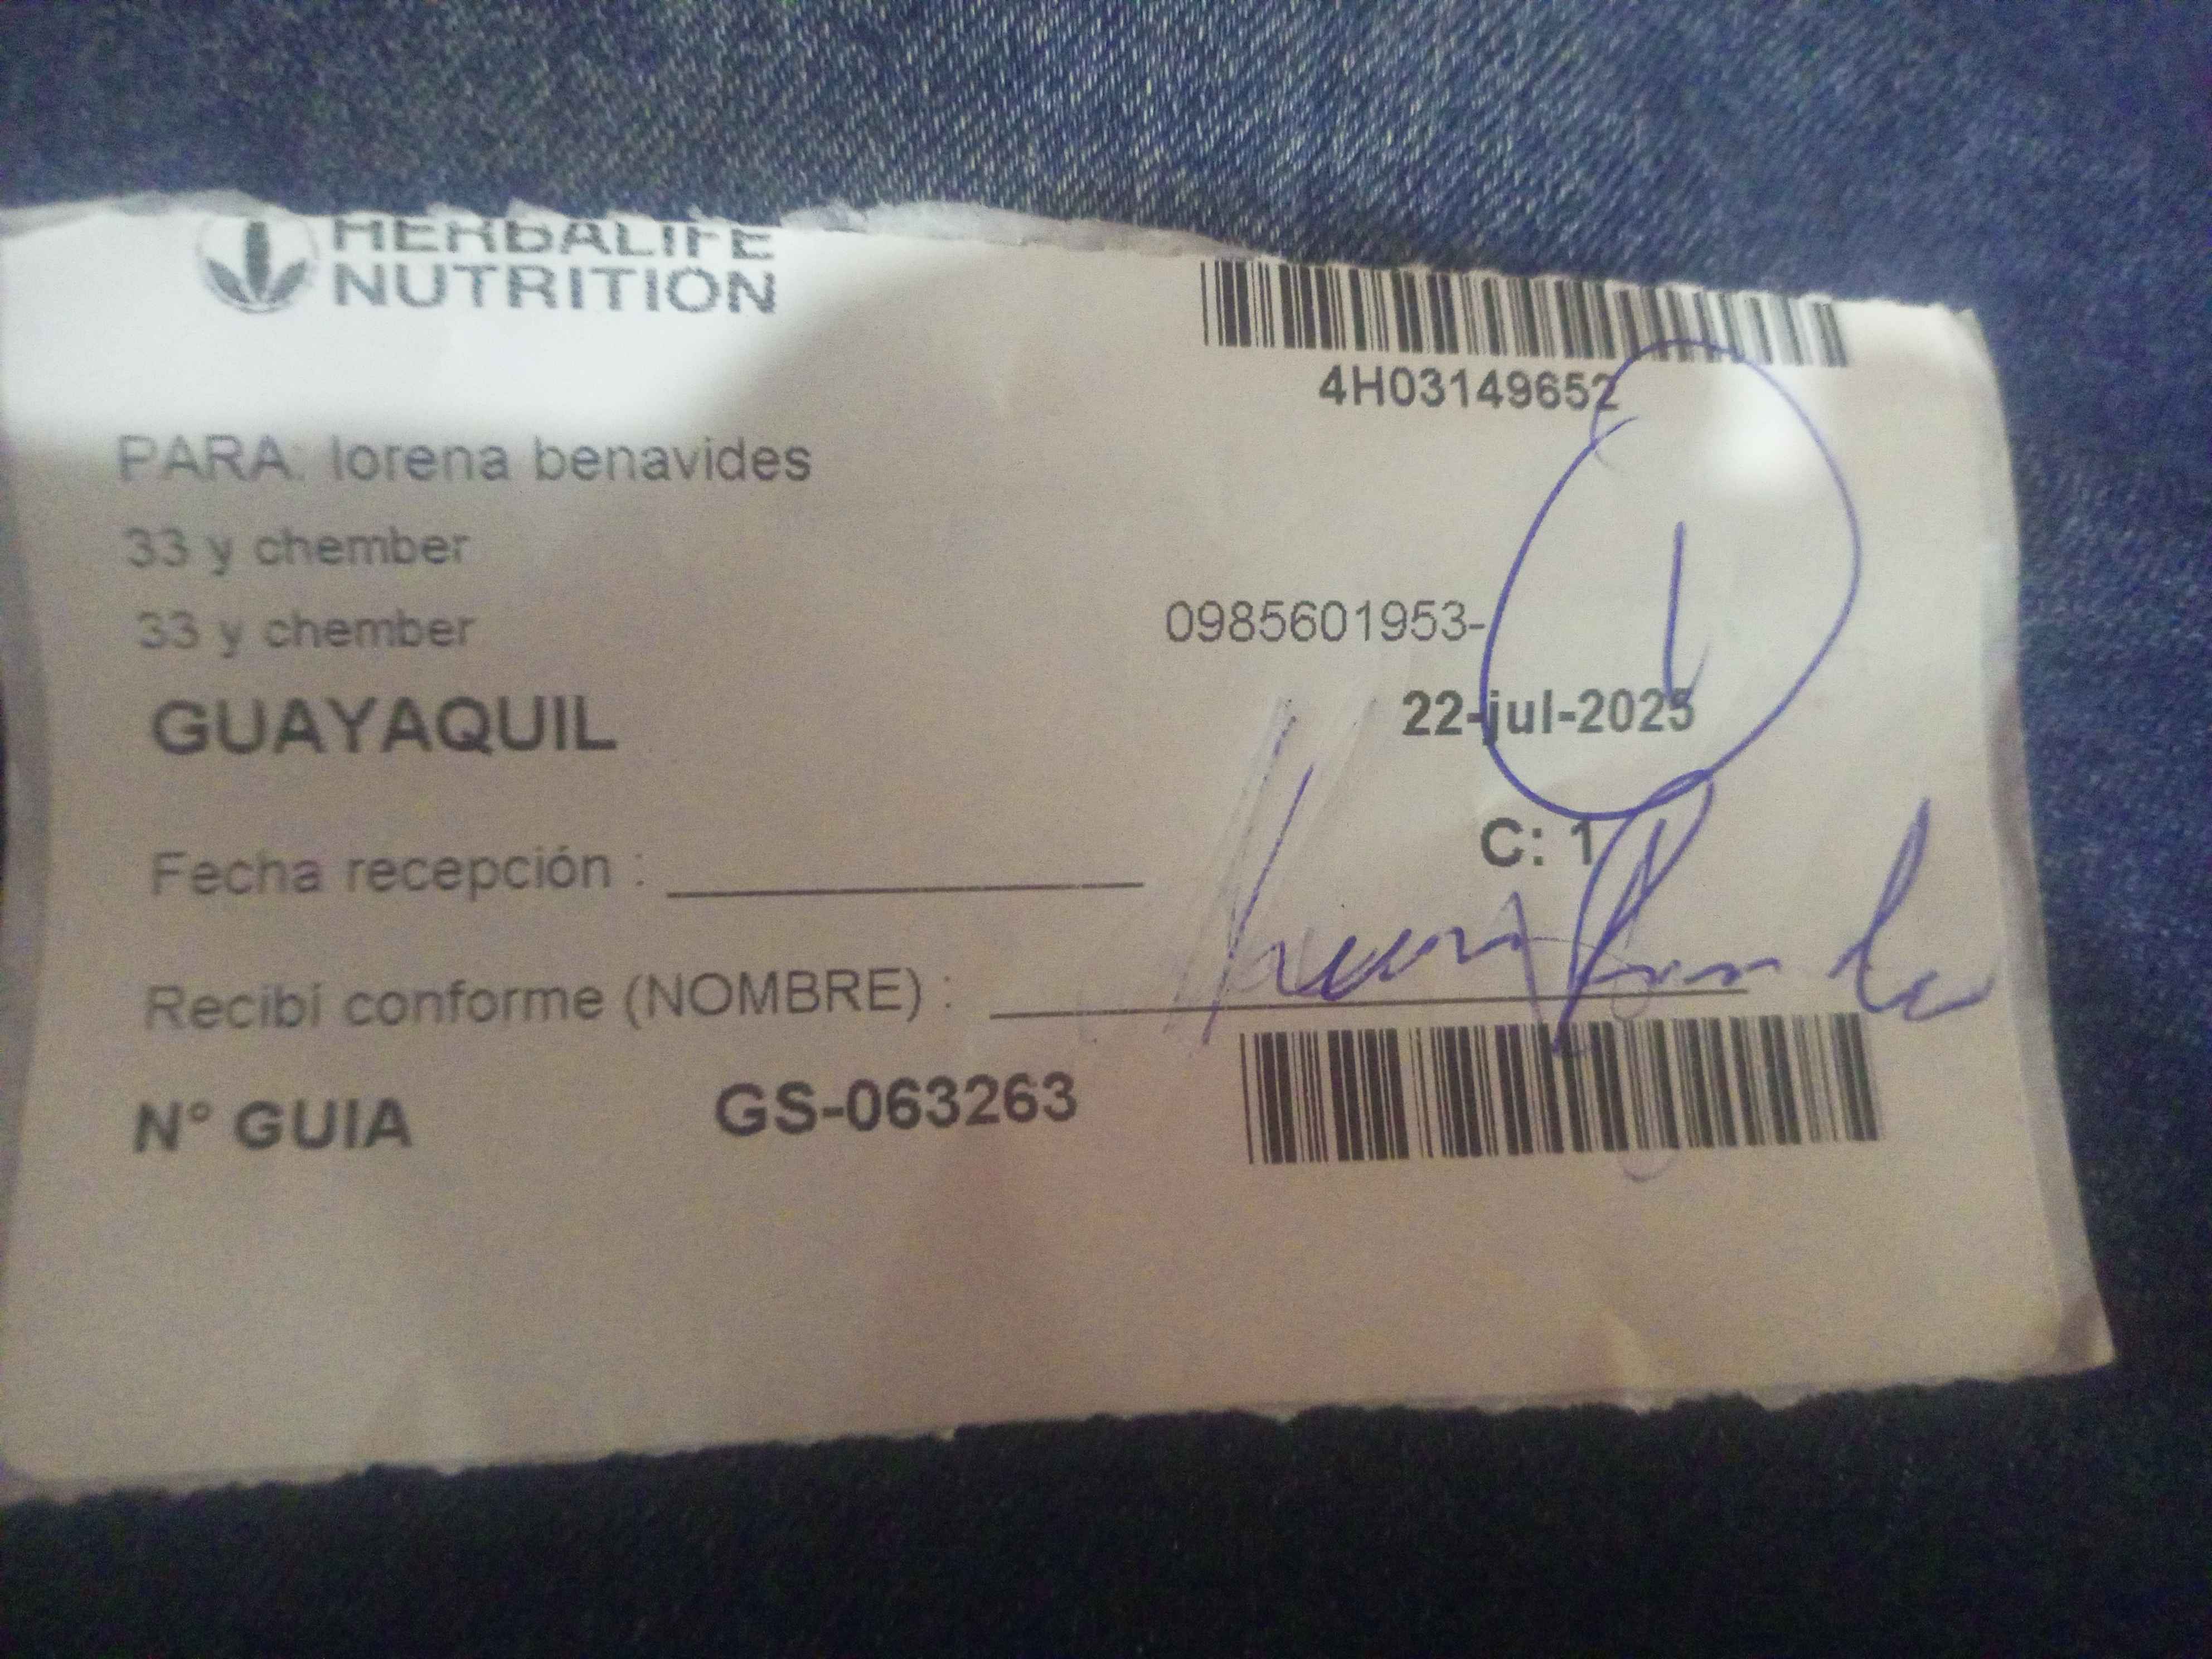 HERBALIFE
NUTRITION
4H03149652
PARA: lorena benavides
33 y chember
33 y chember
0985601953-
GUAYAQUIL
22-jul-2025
1
C: 1
Fecha recepción :
Recibí conforme (NOMBRE) :
N° GUIA GS-063263